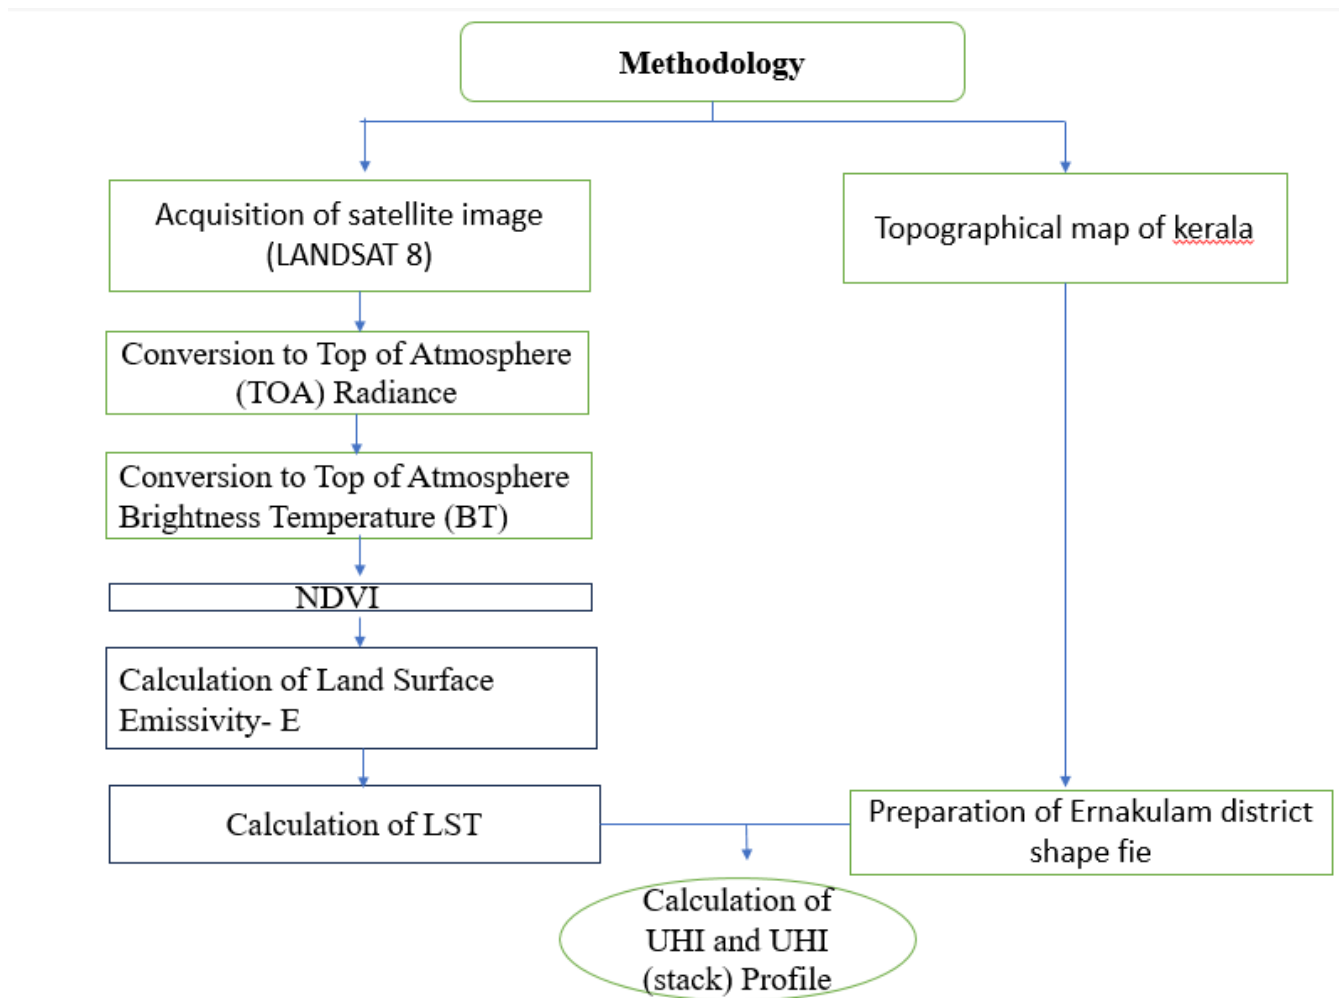 Methodology
Acquisition of satellite image
(LANDSAT 8)
Topographical map of kerala
Conversion to Top of Atmosphere
(TOA) Radiance
Conversion to Top of Atmosphere
Brightness Temperature (BT)
NDVI
Calculation of Land Surface
Emissivity- E
Calculation of LST
Preparation of Ernakulam district
shape fie
Calculation of
UHI and UHI
(stack) Profile